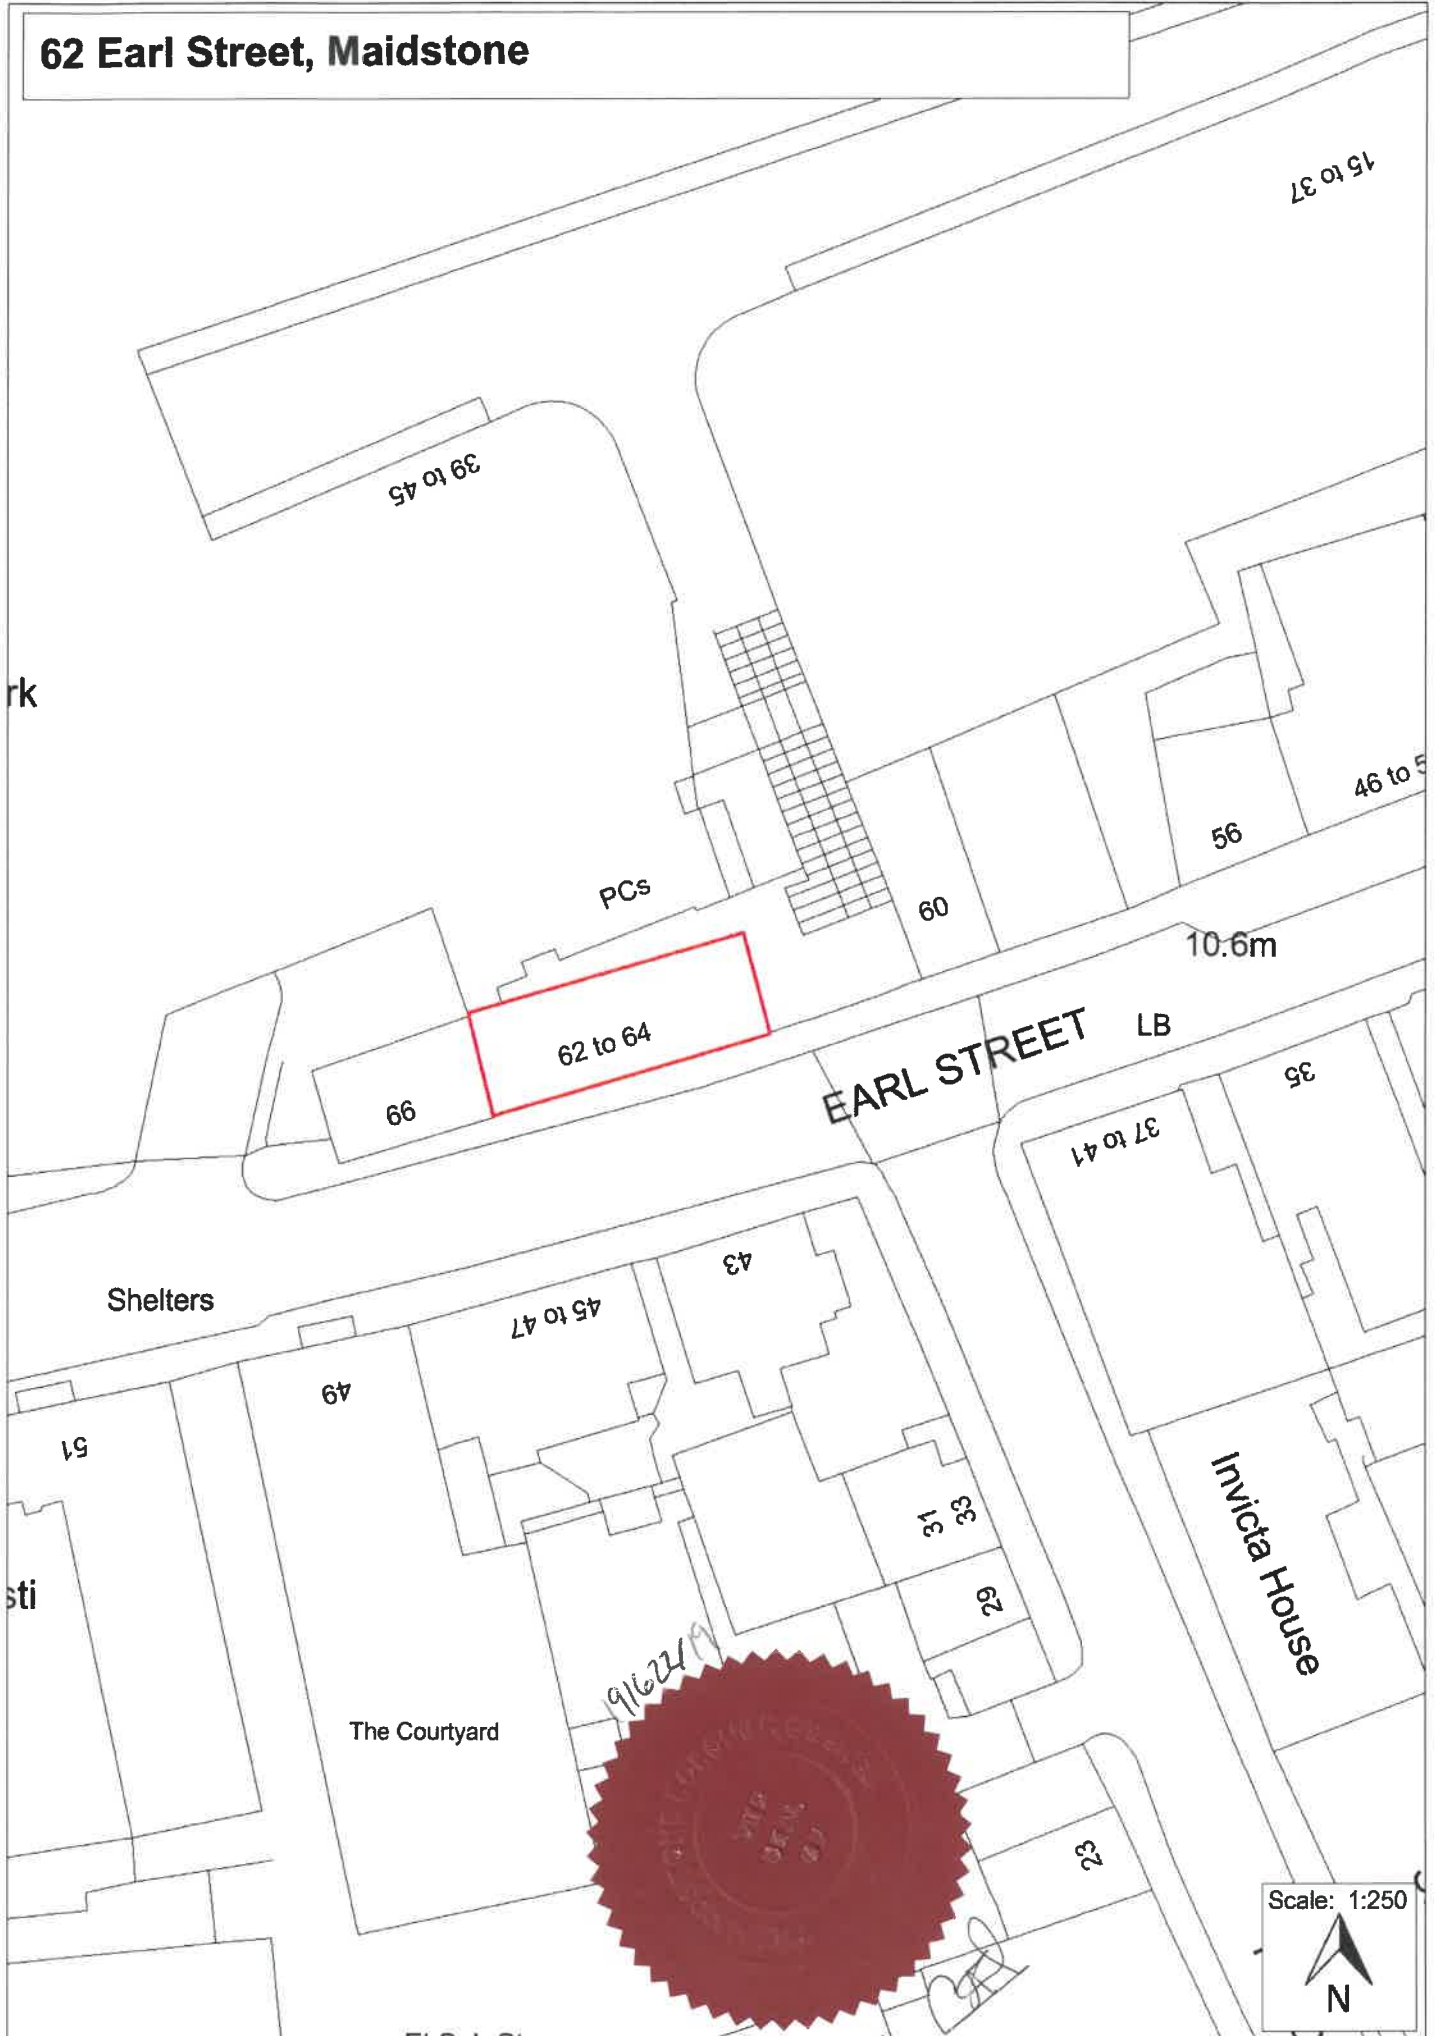 62 Earl Street, Maidstone
15 to 37
39 to 45
rk
46 to 5
56
PCs
60
10.6m
62 to 64
EARL STREET
LB
66
35
37 to 41
43
Shelters
45 to 47
49
51
Invicta House
31
33
29
sti
The Courtyard
23
Scale: 1:250
N